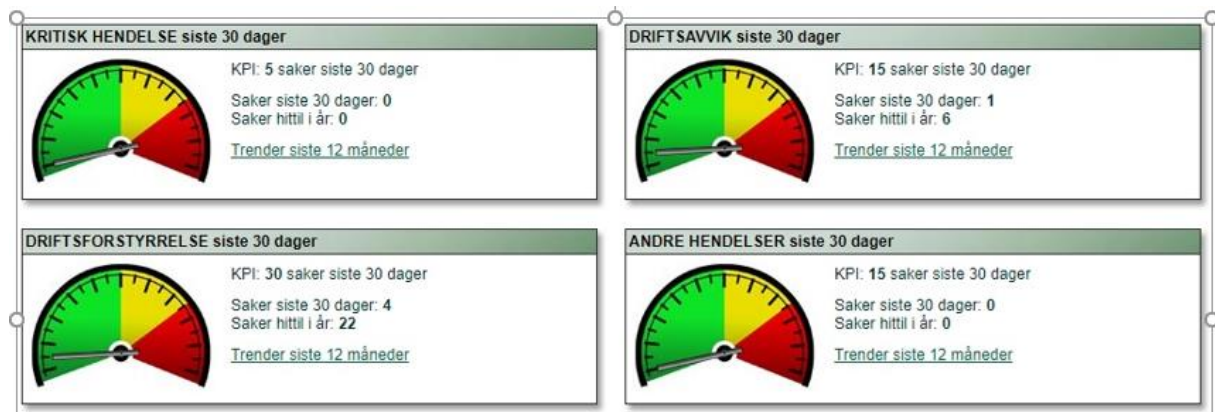 KRITISK HENDELSE siste 30 dager
KPI: 5 saker siste 30 dager
Saker siste 30 dager: 0
Saker hittil i år: 0
Trender siste 12 måneder
DRIFTSAVVIK siste 30 dager
KPI: 15 saker siste 30 dager
Saker siste 30 dager: 1
Saker hittil i år: 6
Trender siste 12 måneder
DRIFTSFORSTYRRELSE siste 30 dager
KPI: 30 saker siste 30 dager
Saker siste 30 dager: 4
Saker hittil i år: 22
Trender siste 12 måneder
ANDRE HENDELSER siste 30 dager
KPI: 15 saker siste 30 dager
Saker siste 30 dager: 0
Saker hittil i år: 0
Trender siste 12 måneder